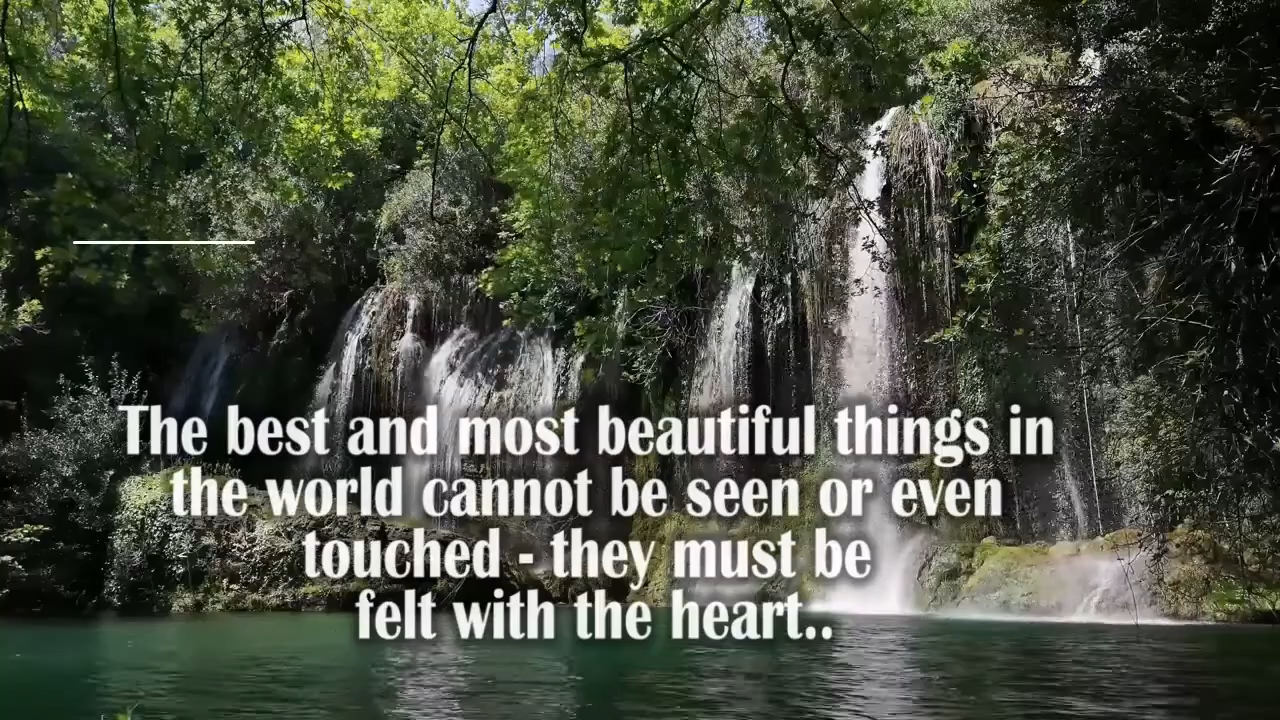 The best and most beautiful things in
the world cannot be seen or even
touched - they must be
felt with the heart..